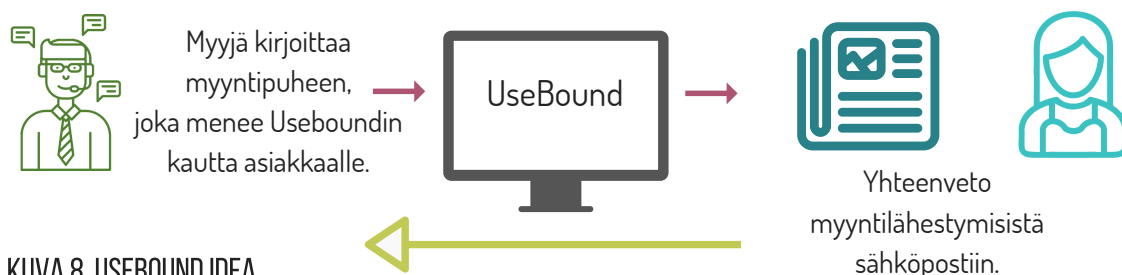 Myyjä kirjoittaa
myyntipuheen,
joka menee Useboundin
kautta asiakkaalle.
UseBound
Yhteenveto
myyntilähestymisistä
sähköpostiin.
KUVA 8. USEBOUND IDEA